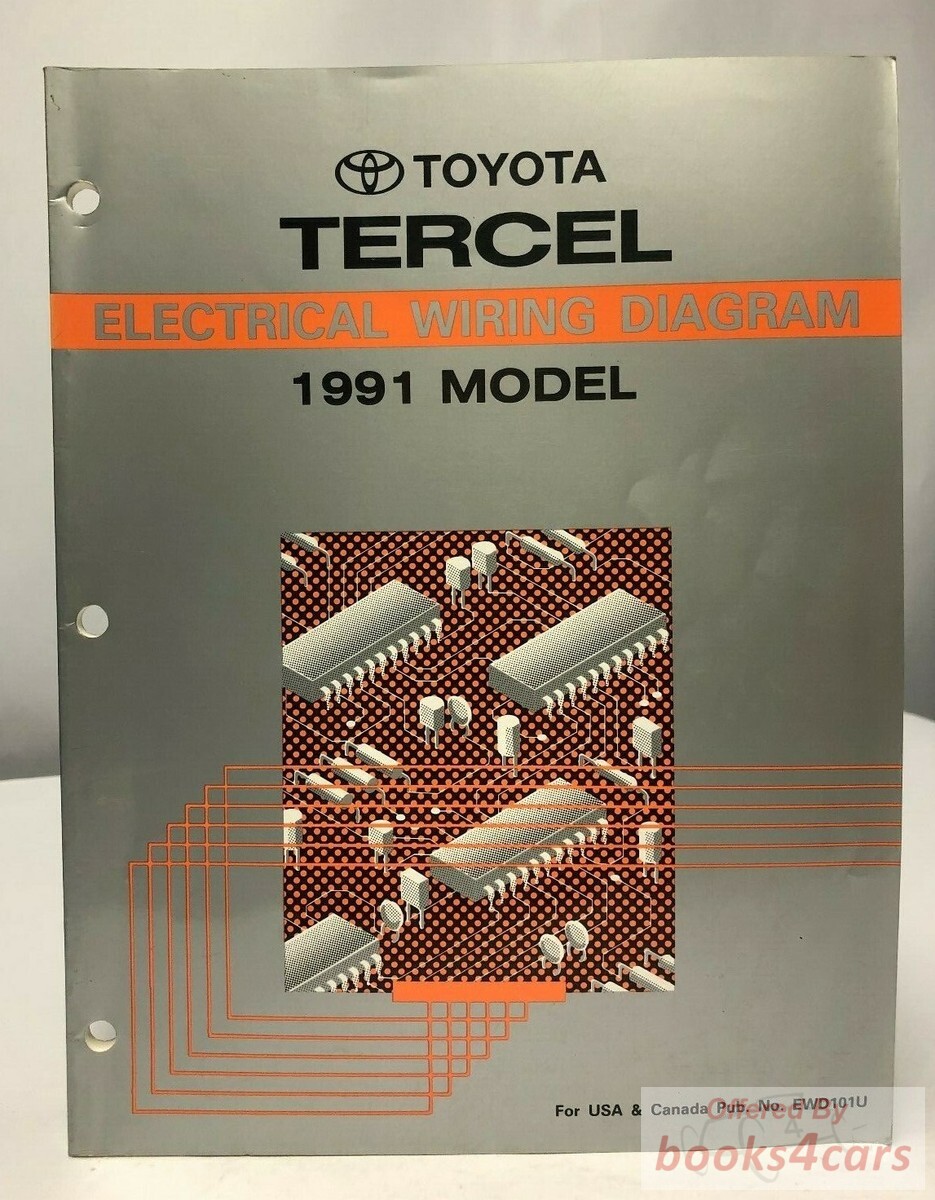 TOYOTA
TERCEL
ELECTRICAL WIRING DIAGRAM
1991 MODEL
For USA & Canada Pub. No. EWD101U
Offered By
books4cars